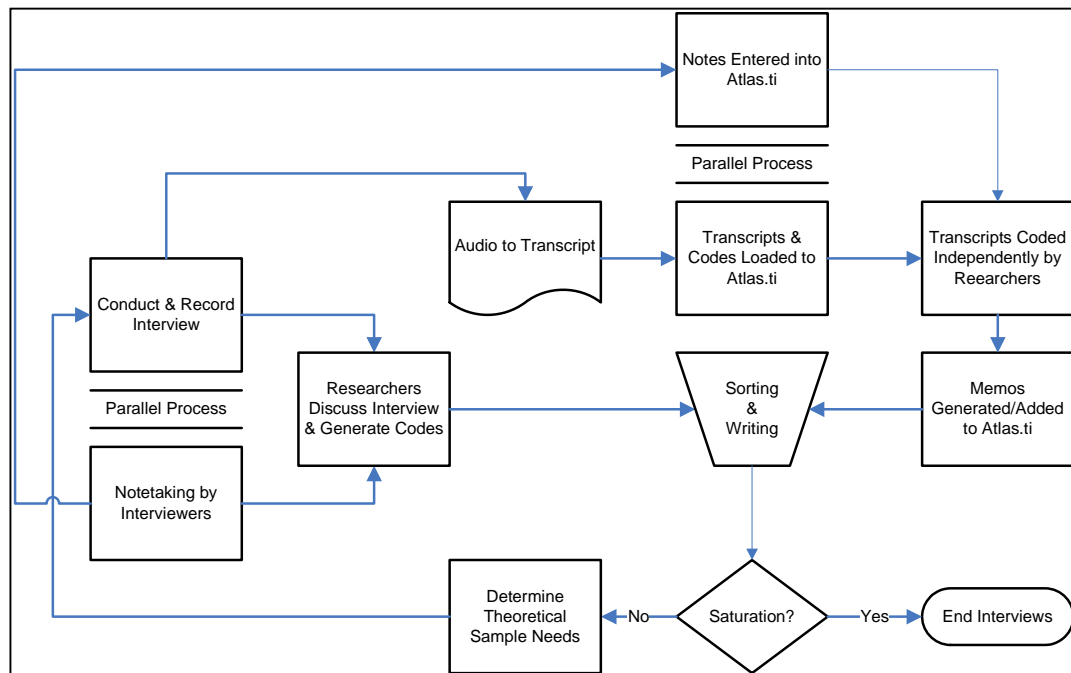 Notes Entered into
Atlas.ti
Parallel Process
Audio to Transcript
Transcripts &
Codes Loaded to
Atlas.ti
Transcripts Coded
Independently by
Reearchers
Conduct & Record
Interview
Parallel Process
Notetaking by
Interviewers
Researchers
Discuss Interview
& Generate Codes
Sorting
&
Writing
Memos
Generated/Added
to Atlas.ti
Determine
Theoretical
Sample Needs
No
Saturation?
Yes
End Interviews